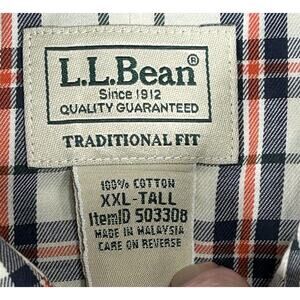 L.L.Bean®
Since 1912
QUALITY GUARANTEED
TRADITIONAL FIT
100% COTTON
XXL-TALL
ItemID 503308
MADE IN MALAYSIA
CARE ON REVERSE